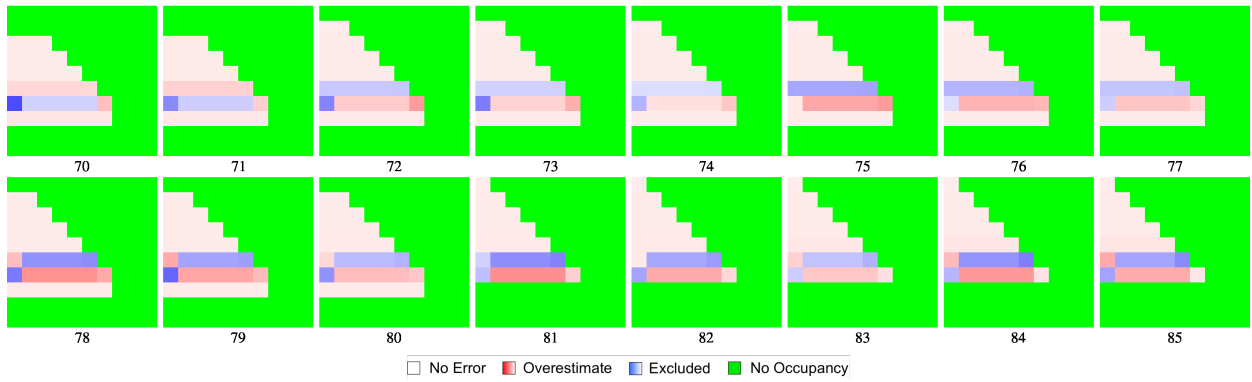 70 71 72 73 74 75 76 77
78 79 80 81 82 83 84 85
No Error Overestimate Excluded No Occupancy